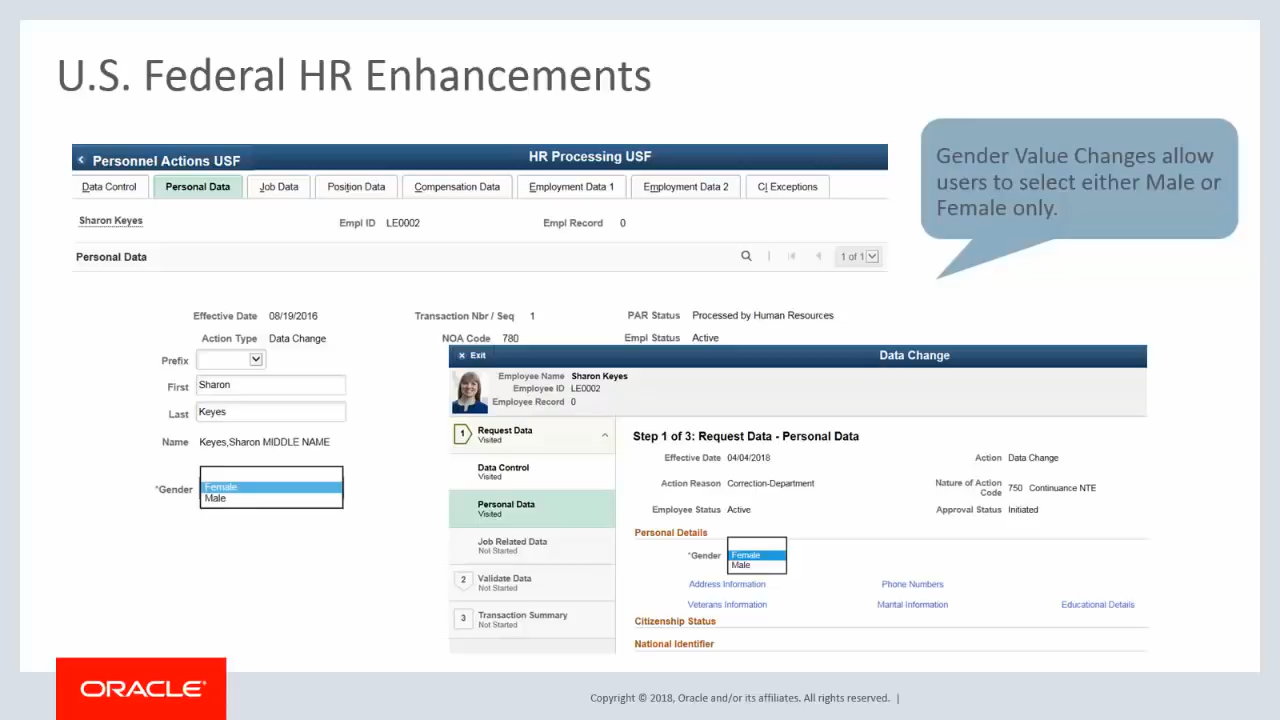 U.S. Federal HR Enhancements
Gender Value Changes allow
users to select either Male or
Female only.
Personnel Actions USF
HR Processing USF
Data Control
Personal Data
Job Data
Position Data
Compensation Data
Employment Data 1
Employment Data 2
CJ Exceptions
Sharon Keyes
Empl ID LE0002
Empl Record 0
Personal Data
1 of 1
Effective Date 08/19/2016
Transaction Nbr / Seq 1
PAR Status Processed by Human Resources
Action Type Data Change
NOA Code 780
Empl Status Active
Prefix
First Sharon
Last Keyes
Name Keyes,Sharon MIDDLE NAME
*Gender
Female
Male
Exit
Data Change
Employee Name Sharon Keyes
Employee ID LE0002
Employee Record 0
1 Request Data
Visited
Data Control
Visited
Personal Data
Visited
Job Related Data
Not Started
2 Validate Data
Not Started
3 Transaction Summary
Not Started
Step 1 of 3: Request Data - Personal Data
Effective Date 04/04/2018
Action Data Change
Action Reason Correction-Department
Nature of Action
Code 750 Continuance NTE
Employee Status Active
Approval Status Initiated
Personal Details
*Gender
Female
Male
Address Information
Phone Numbers
Veterans Information
Marital Information
Educational Details
Citizenship Status
National Identifier
ORACLE®
Copyright © 2018, Oracle and/or its affiliates. All rights reserved. |